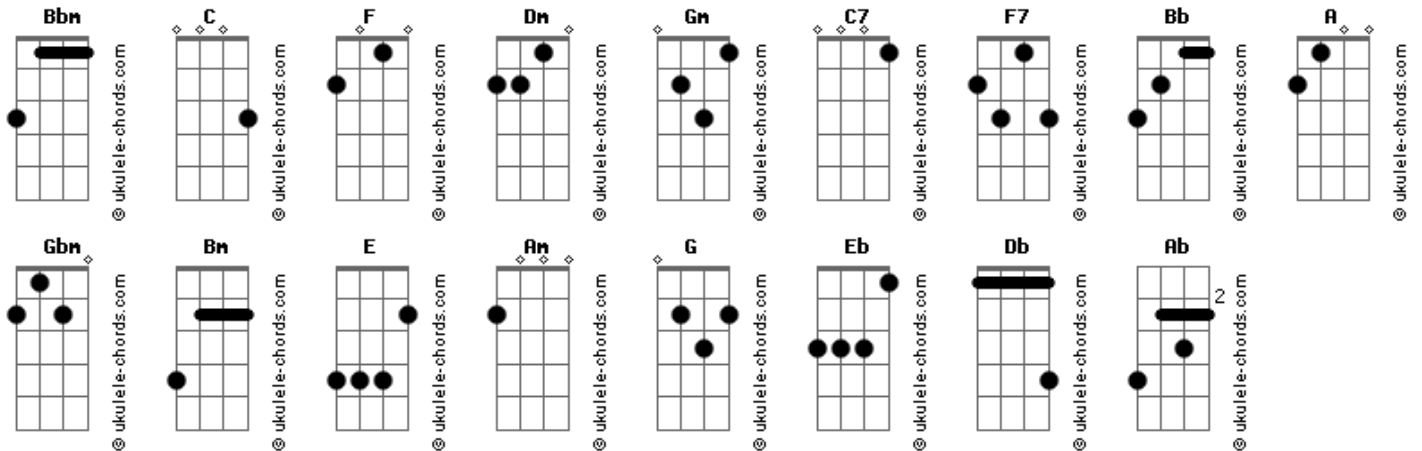 Bbm C F Dm Gm C7 F7 Bb A
© ukulele-chords.com © ukulele-chords.com © ukulele-chords.com © ukulele-chords.com © ukulele-chords.com © ukulele-chords.com © ukulele-chords.com © ukulele-chords.com © ukulele-chords.com
Gbm Bm E Am G Eb Db Ab
2
© ukulele-chords.com © ukulele-chords.com © ukulele-chords.com © ukulele-chords.com © ukulele-chords.com © ukulele-chords.com © ukulele-chords.com © ukulele-chords.com